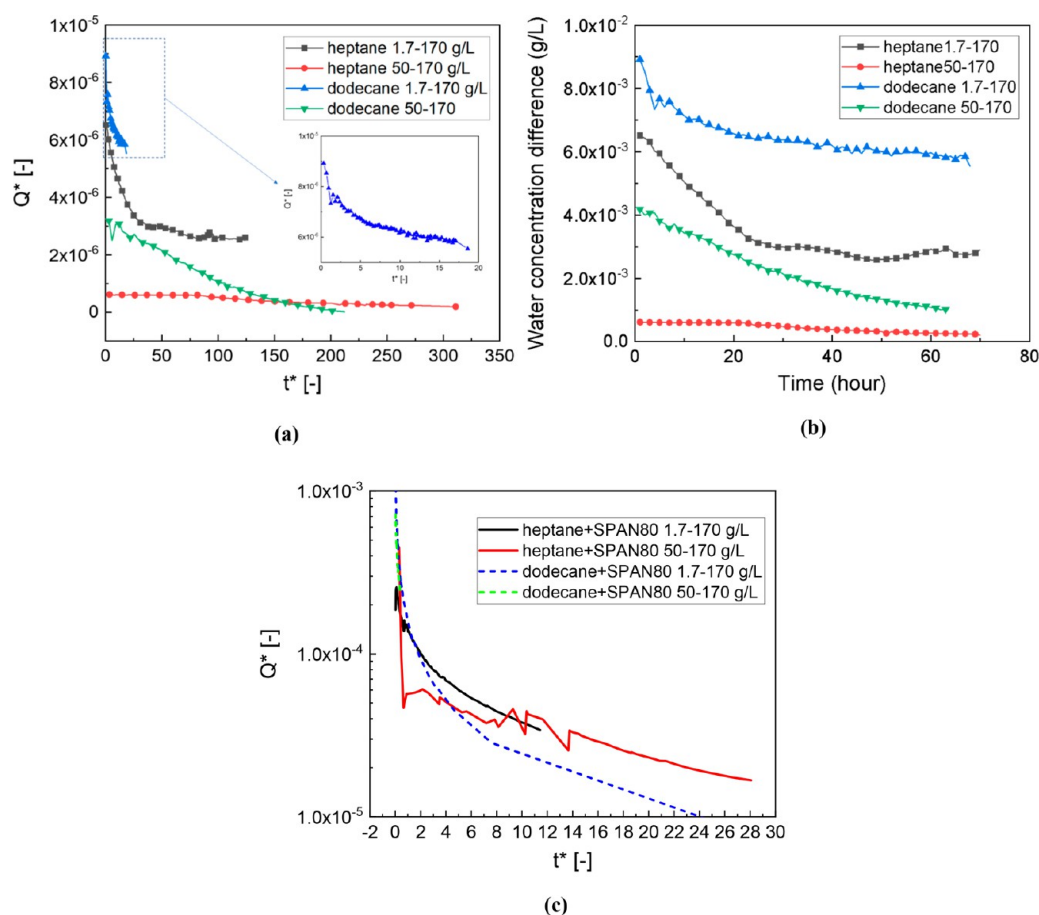 1x10⁻⁵
8x10⁻⁶
6x10⁻⁶
4x10⁻⁶
2x10⁻⁶
0
Q* [-]
heptane 1.7-170 g/L
heptane 50-170 g/L
dodecane 1.7-170 g/L
dodecane 50-170
1x10⁻⁵
8x10⁻⁶
6x10⁻⁶
Q* [-]
0 5 10 15 20
t* [-]
0 50 100 150 200 250 300 350
t* [-]
(a)
1.0x10⁻²
8.0x10⁻³
6.0x10⁻³
4.0x10⁻³
2.0x10⁻³
0.0
Water concentration difference (g/L)
heptane1.7-170
heptane50-170
dodecane 1.7-170
dodecane 50-170
0 20 40 60 80
Time (hour)
(b)
1.0x10⁻³
1.0x10⁻⁴
1.0x10⁻⁵
Q* [-]
heptane+SPAN80 1.7-170 g/L
heptane+SPAN80 50-170 g/L
dodecane+SPAN80 1.7-170 g/L
dodecane+SPAN80 50-170 g/L
-2 0 2 4 6 8 10 12 14 16 18 20 22 24 26 28 30
t* [-]
(c)